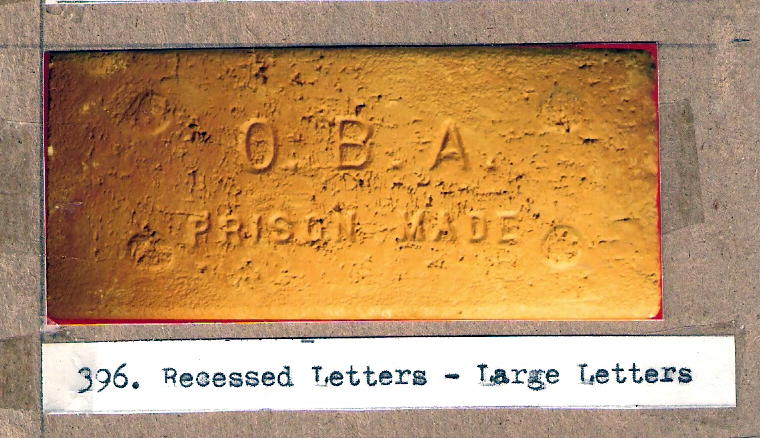 O. B. A.
PRISON MADE
396. Recessed Letters - Large Letters